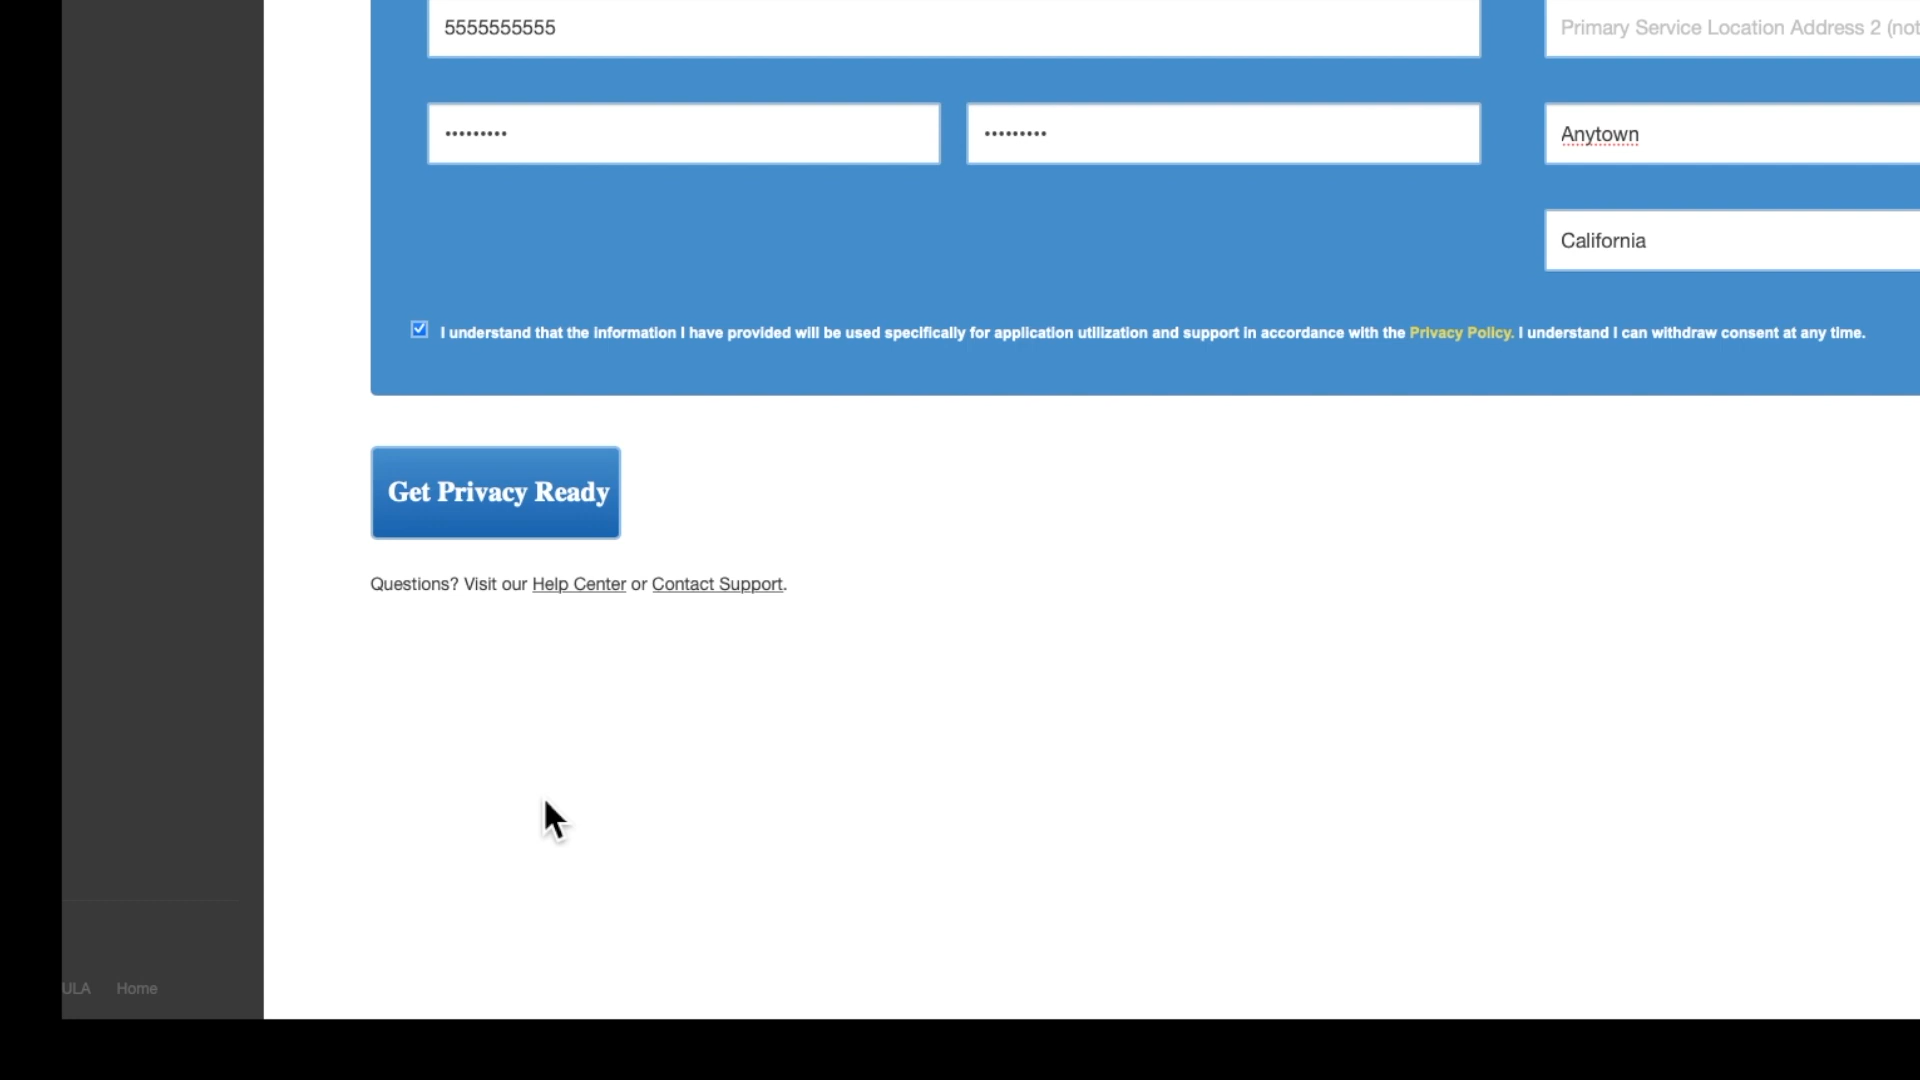 5555555555
Primary Service Location Address 2 (not
•••••••••
•••••••••
Anytown
California
I understand that the information I have provided will be used specifically for application utilization and support in accordance with the Privacy Policy. I understand I can withdraw consent at any time.
Get Privacy Ready
Questions? Visit our Help Center or Contact Support.
ULA Home